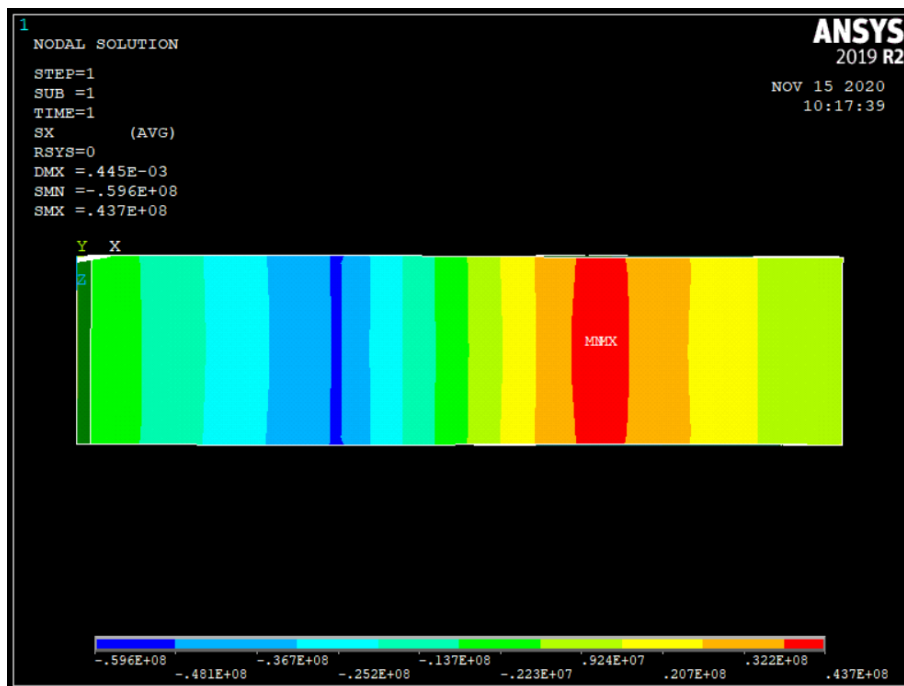 1
NODAL SOLUTION
STEP=1
SUB =1
TIME=1
SX (AVG)
RSYS=0
DMX =.445E-03
SMN =-.596E+08
SMX =.437E+08
ANSYS
2019 R2
NOV 15 2020
10:17:39
Y X
Z
MNMX
-.596E+08 -.367E+08 -.137E+08 .924E+07 .322E+08
-.481E+08 -.252E+08 -.223E+07 .207E+08 .437E+08